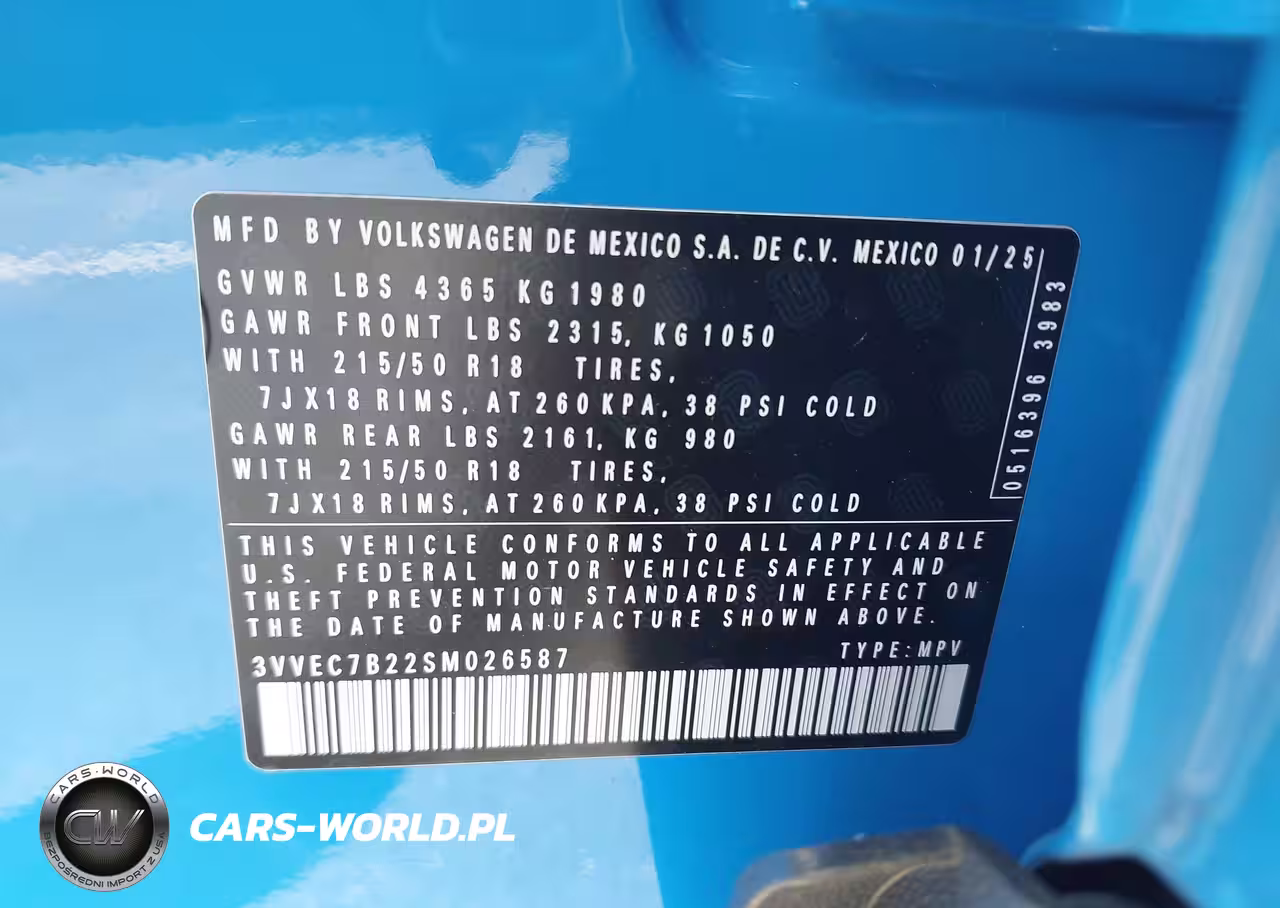 MFD BY VOLKSWAGEN DE MEXICO S.A. DE C.V. MEXICO 01/25
GVWR LBS 4365 KG 1980
GAWR FRONT LBS 2315, KG 1050
WITH 215/50 R18 TIRES,
7JX18 RIMS, AT 260 KPA, 38 PSI COLD
GAWR REAR LBS 2161, KG 980
WITH 215/50 R18 TIRES,
7JX18 RIMS, AT 260 KPA, 38 PSI COLD
0516396 3983
THIS VEHICLE CONFORMS TO ALL APPLICABLE
U.S. FEDERAL MOTOR VEHICLE SAFETY AND
THEFT PREVENTION STANDARDS IN EFFECT ON
THE DATE OF MANUFACTURE SHOWN ABOVE.
3VVEC7B22SM026587 TYPE:MPV
CARS-WORLD
CW
BEZPOŚREDNI IMPORT Z USA
CARS-WORLD.PL